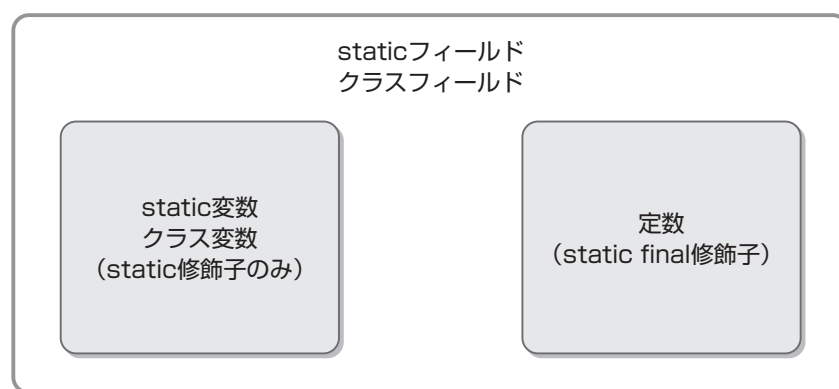 staticフィールド
クラスフィールド
static変数
クラス変数
（static修飾子のみ）
定数
（static final修飾子）